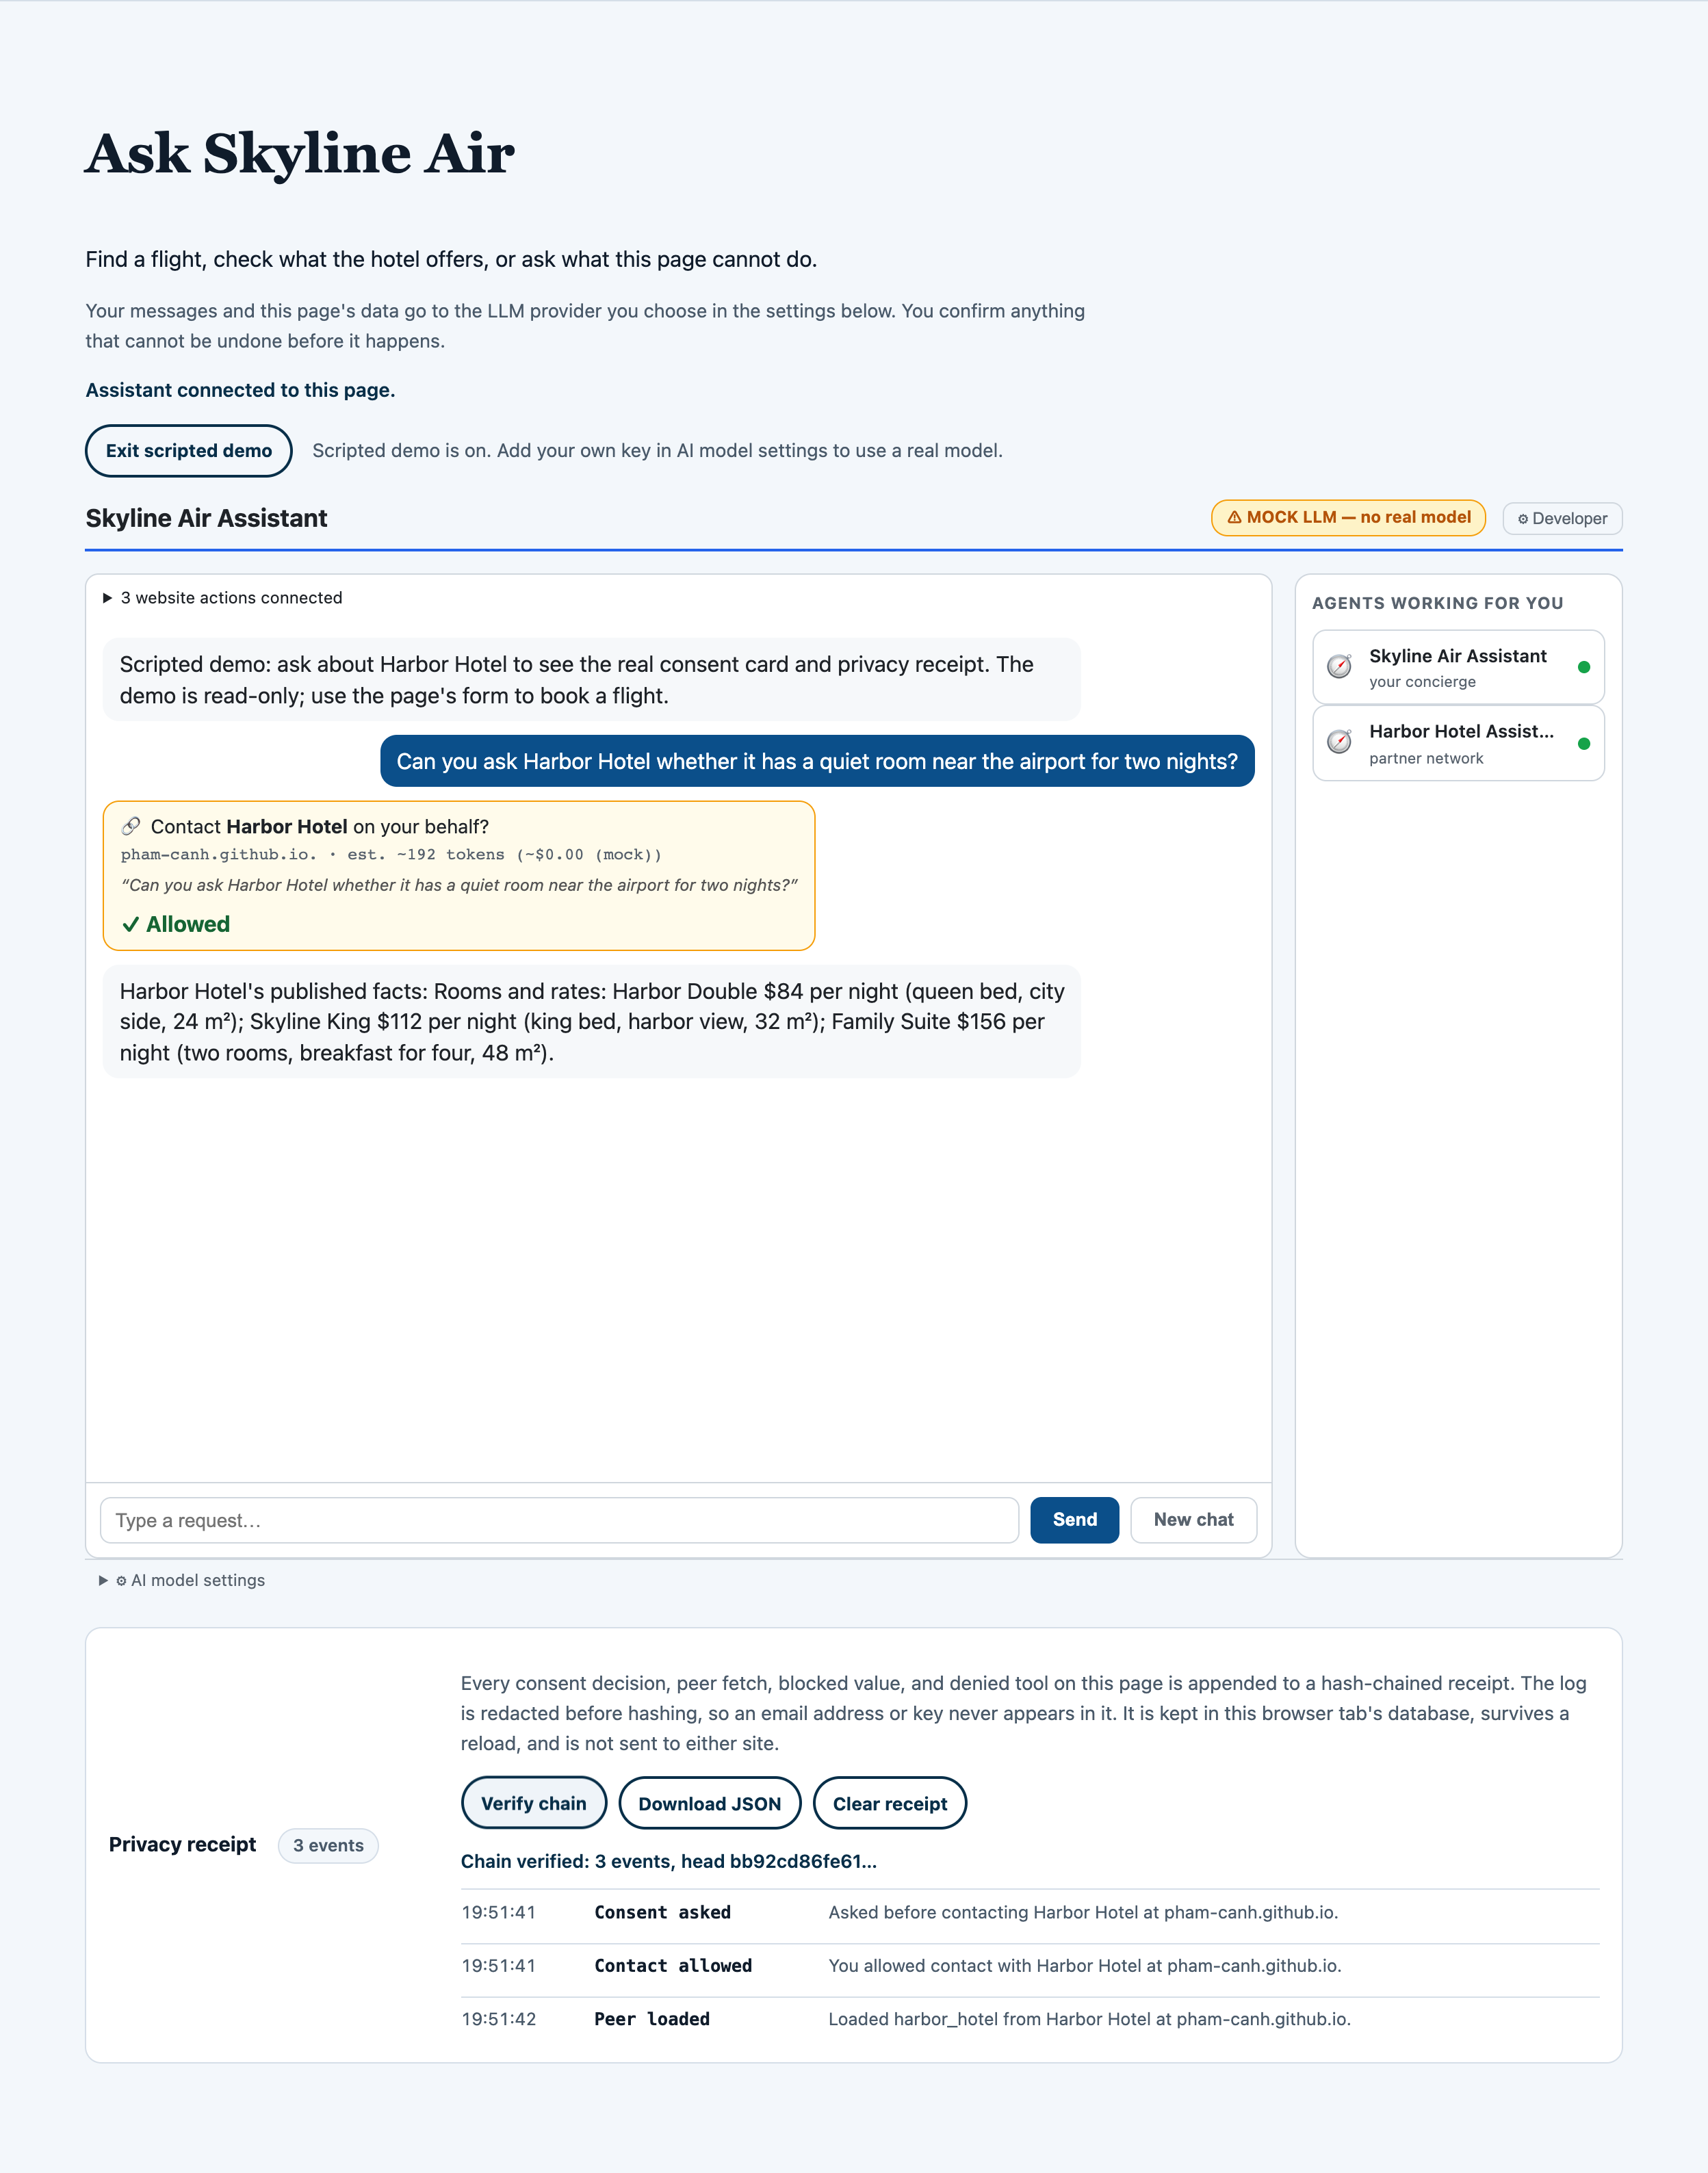 Ask Skyline Air
Find a flight, check what the hotel offers, or ask what this page cannot do.
Your messages and this page's data go to the LLM provider you choose in the settings below. You confirm anything
that cannot be undone before it happens.
Assistant connected to this page.
Exit scripted demo
Scripted demo is on. Add your own key in AI model settings to use a real model.
Skyline Air Assistant
⚠ MOCK LLM — no real model
⚙ Developer
▶ 3 website actions connected
Scripted demo: ask about Harbor Hotel to see the real consent card and privacy receipt. The
demo is read-only; use the page's form to book a flight.
Can you ask Harbor Hotel whether it has a quiet room near the airport for two nights?
🔗 Contact Harbor Hotel on your behalf?
pham-canh.github.io. · est. ~192 tokens (~$0.00 (mock))
“Can you ask Harbor Hotel whether it has a quiet room near the airport for two nights?”
✓ Allowed
Harbor Hotel's published facts: Rooms and rates: Harbor Double $84 per night (queen bed, city
side, 24 m²); Skyline King $112 per night (king bed, harbor view, 32 m²); Family Suite $156 per
night (two rooms, breakfast for four, 48 m²).
Type a request…
Send
New chat
AGENTS WORKING FOR YOU
Skyline Air Assistant
your concierge
Harbor Hotel Assist...
partner network
▶ ⚙ AI model settings
Privacy receipt
3 events
Every consent decision, peer fetch, blocked value, and denied tool on this page is appended to a hash-chained receipt. The log
is redacted before hashing, so an email address or key never appears in it. It is kept in this browser tab's database, survives a
reload, and is not sent to either site.
Verify chain
Download JSON
Clear receipt
Chain verified: 3 events, head bb92cd86fe61...
19:51:41 Consent asked Asked before contacting Harbor Hotel at pham-canh.github.io.
19:51:41 Contact allowed You allowed contact with Harbor Hotel at pham-canh.github.io.
19:51:42 Peer loaded Loaded harbor_hotel from Harbor Hotel at pham-canh.github.io.